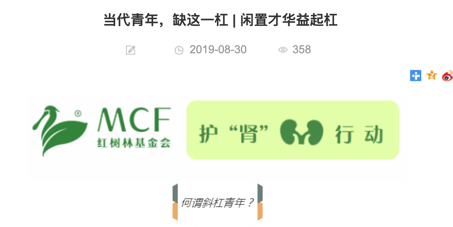 当代青年，缺这一杠 | 闲置才华益起杠
2019-08-30 358
MCF®
红树林基金会
护“肾”行动
何谓斜杠青年？